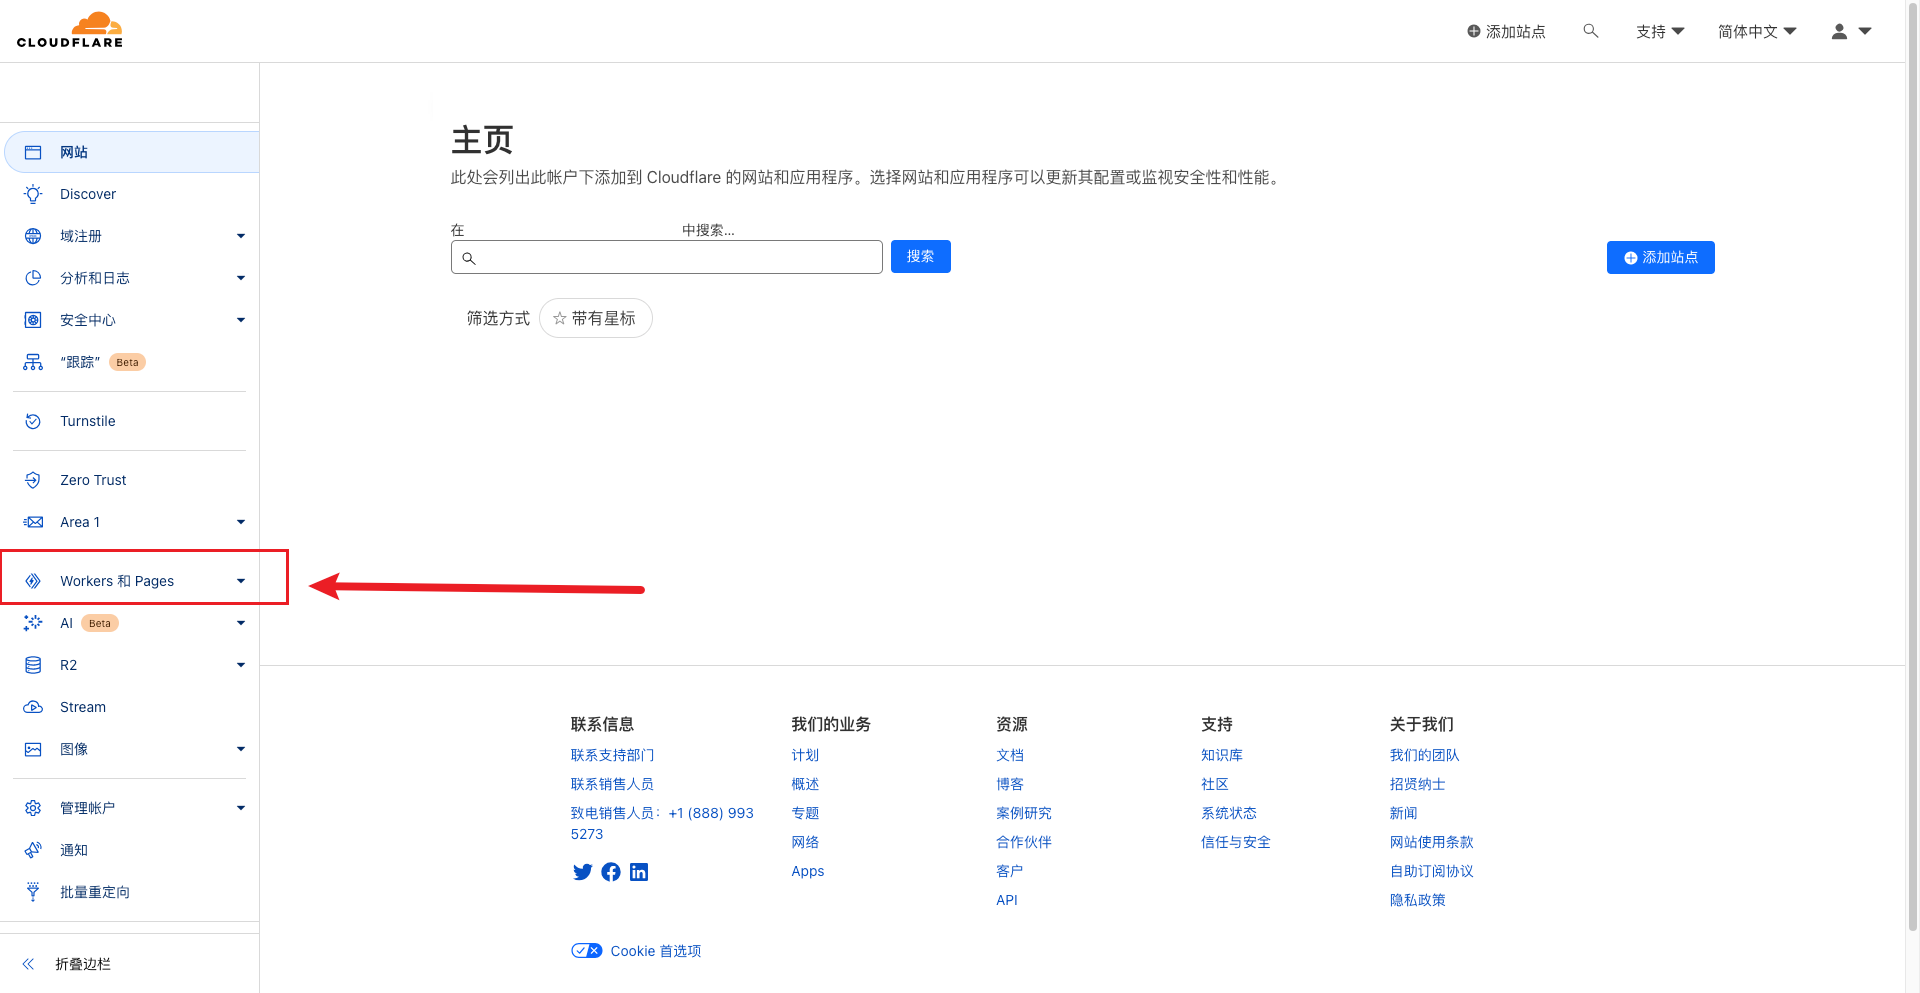 CLOUDFLARE
添加站点
支持
简体中文
网站
Discover
域注册
分析和日志
安全中心
“跟踪” Beta
Turnstile
Zero Trust
Area 1
Workers 和 Pages
AI Beta
R2
Stream
图像
管理帐户
通知
批量重定向
折叠边栏
主页
此处会列出此帐户下添加到 Cloudflare 的网站和应用程序。选择网站和应用程序可以更新其配置或监视安全性和性能。
在 中搜索...
搜索
添加站点
筛选方式 带有星标
联系信息
联系支持部门
联系销售人员
致电销售人员：+1 (888) 993
5273
我们的业务
计划
概述
专题
网络
Apps
资源
文档
博客
案例研究
合作伙伴
客户
API
支持
知识库
社区
系统状态
信任与安全
关于我们
我们的团队
招贤纳士
新闻
网站使用条款
自助订阅协议
隐私政策
Cookie 首选项